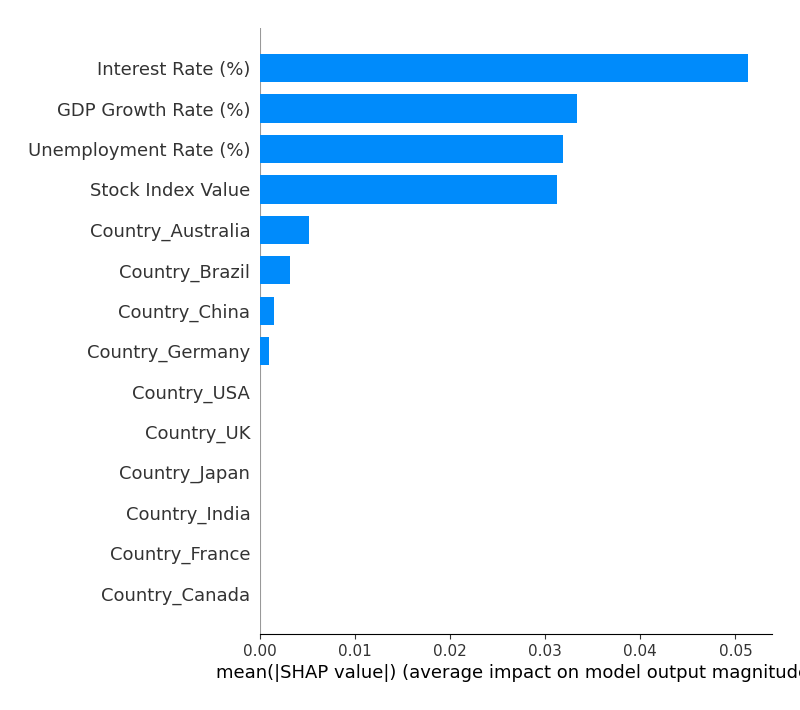 Interest Rate (%)
GDP Growth Rate (%)
Unemployment Rate (%)
Stock Index Value
Country_Australia
Country_Brazil
Country_China
Country_Germany
Country_USA
Country_UK
Country_Japan
Country_India
Country_France
Country_Canada
0.00 0.01 0.02 0.03 0.04 0.05
mean(|SHAP value|) (average impact on model output magnitude